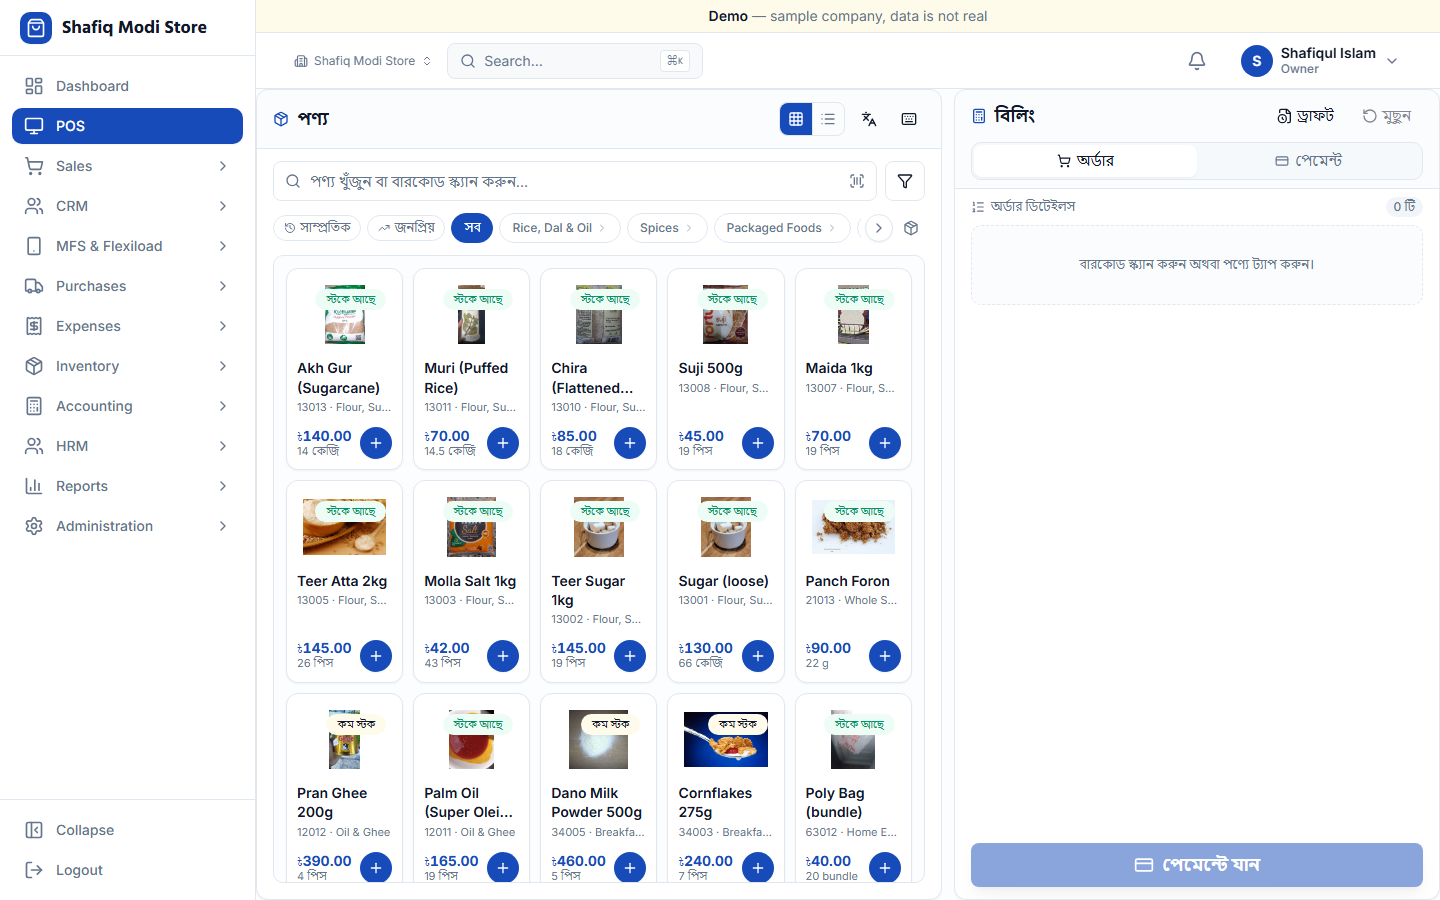 Shafiq Modi Store
Dashboard
POS
Sales
CRM
MFS & Flexiload
Purchases
Expenses
Inventory
Accounting
HRM
Reports
Administration
Collapse
Logout
Demo — sample company, data is not real
Shafiq Modi Store
Search...
⌘K
S
Shafiqul Islam
Owner
পণ্য
পণ্য খুঁজুন বা বারকোড স্ক্যান করুন...
সাম্প্রতিক
জনপ্রিয়
সব
Rice, Dal & Oil
Spices
Packaged Foods
স্টকে আছে
Akh Gur
(Sugarcane)
13013 · Flour, Su...
৳140.00
14 কেজি
স্টকে আছে
Muri (Puffed
Rice)
13011 · Flour, Su...
৳70.00
14.5 কেজি
স্টকে আছে
Chira
(Flattened...
13010 · Flour, Su...
৳85.00
18 কেজি
স্টকে আছে
Suji 500g
13008 · Flour, S...
৳45.00
19 পিস
স্টকে আছে
Maida 1kg
13007 · Flour, S...
৳70.00
19 পিস
স্টকে আছে
Teer Atta 2kg
13005 · Flour, S...
৳145.00
26 পিস
স্টকে আছে
Molla Salt 1kg
13003 · Flour, S...
৳42.00
43 পিস
স্টকে আছে
Teer Sugar
1kg
13002 · Flour, S...
৳145.00
19 পিস
স্টকে আছে
Sugar (loose)
13001 · Flour, Su...
৳130.00
66 কেজি
স্টকে আছে
Panch Foron
21013 · Whole S...
৳90.00
22 g
কম স্টক
Pran Ghee
200g
12012 · Oil & Ghee
৳390.00
4 পিস
স্টকে আছে
Palm Oil
(Super Olei...
12011 · Oil & Ghee
৳165.00
19 পিস
কম স্টক
Dano Milk
Powder 500g
34005 · Breakfa...
৳460.00
5 পিস
কম স্টক
Cornflakes
275g
34003 · Breakfa...
৳240.00
7 পিস
স্টকে আছে
Poly Bag
(bundle)
63012 · Home E...
৳40.00
20 bundle
বিলিং
ড্রাফট
মুছুন
অর্ডার
পেমেন্ট
অর্ডার ডিটেইলস
0 টি
বারকোড স্ক্যান করুন অথবা পণ্যে ট্যাপ করুন।
পেমেন্টে যান